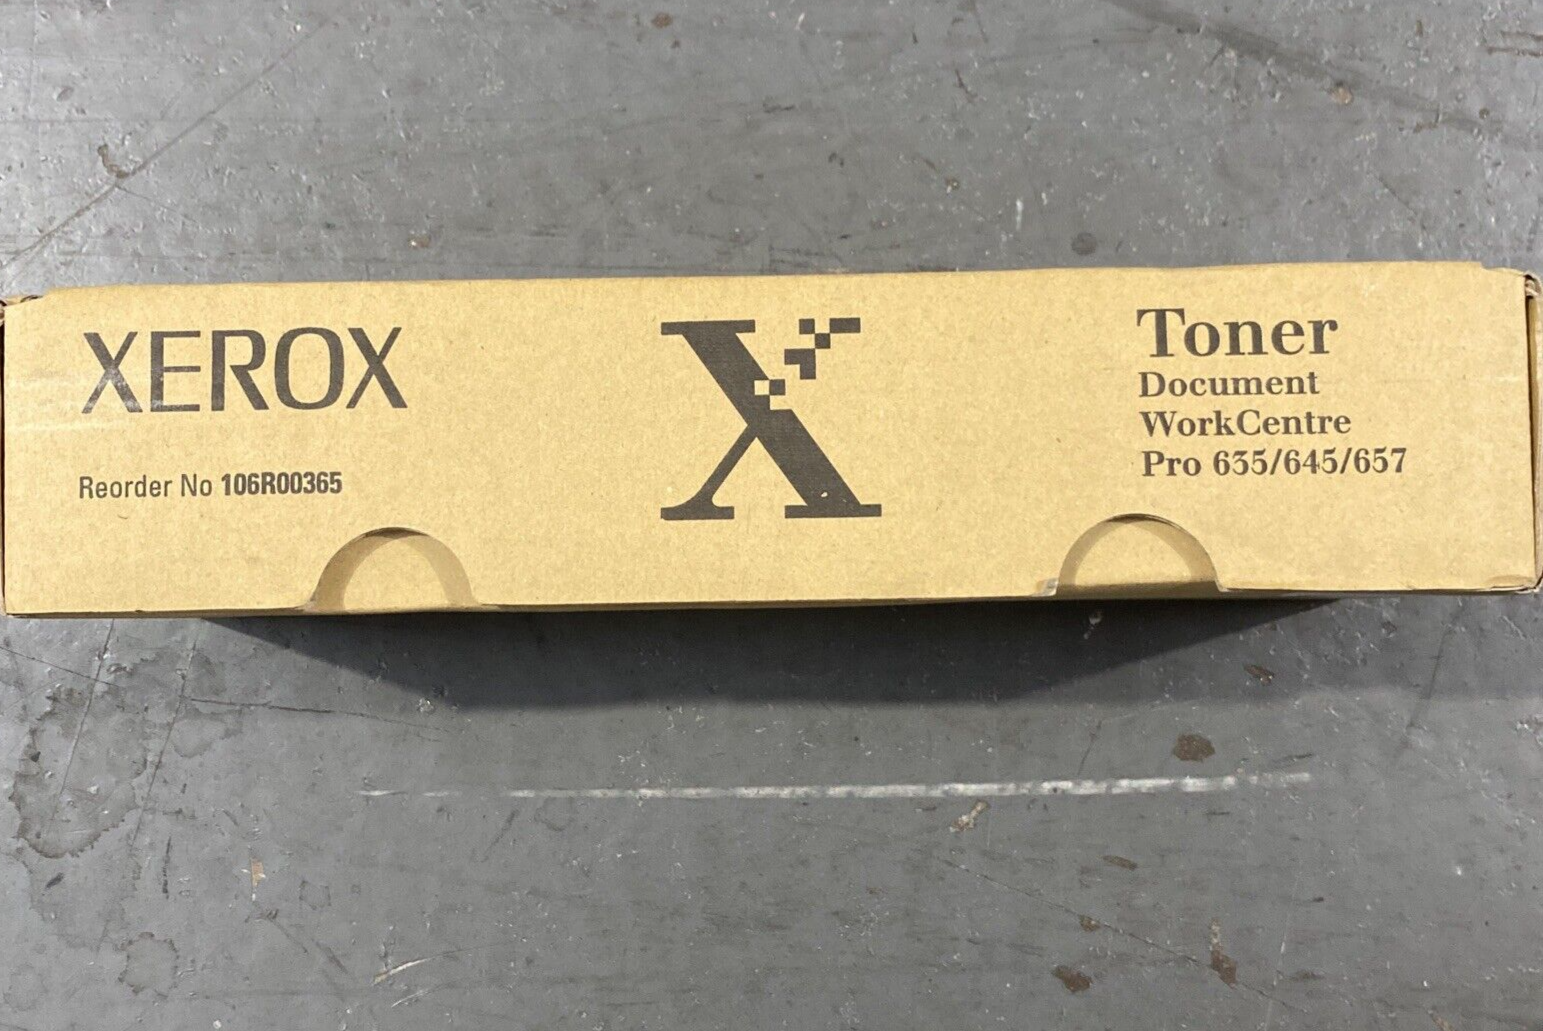 XEROX
Reorder No 106R00365
X
Toner
Document
WorkCentre
Pro 635/645/657